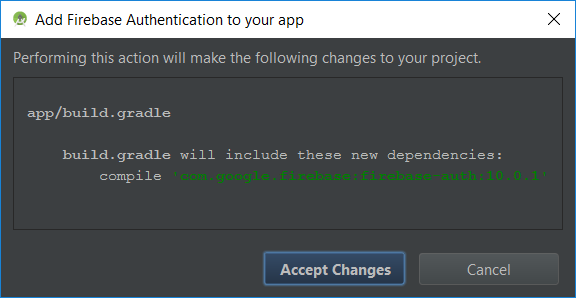 Add Firebase Authentication to your app
Performing this action will make the following changes to your project.
app/build.gradle
build.gradle will include these new dependencies:
compile 'com.google.firebase:firebase-auth:10.0.1'
Accept Changes
Cancel